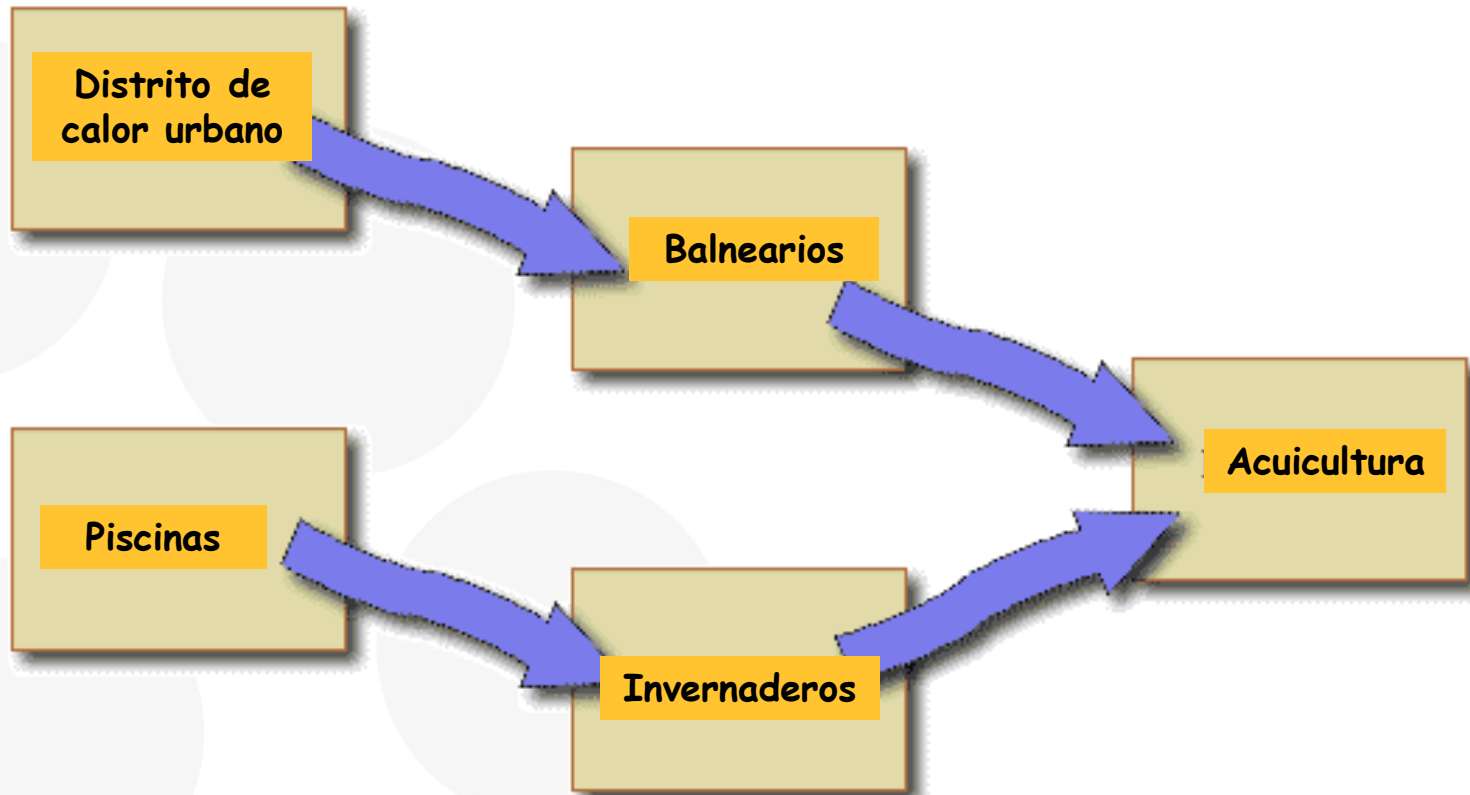 Distrito de
calor urbano
Balnearios
Acuicultura
Piscinas
Invernaderos